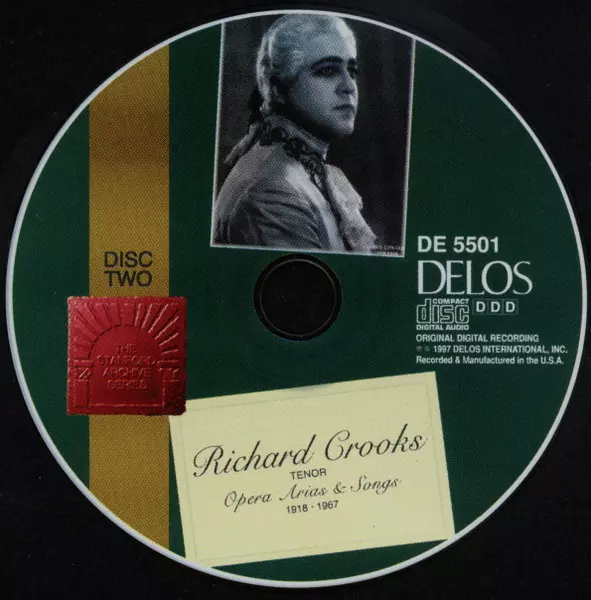 DE 5501
DELOS
DISC
TWO
COMPACT
disc
DIGITAL AUDIO
DDD
ORIGINAL DIGITAL RECORDING
℗ © 1997 DELOS INTERNATIONAL, INC.
Recorded & Manufactured in the U.S.A.
THE
STANFORD
ARCHIVE
SERIES
Richard Crooks
TENOR
Opera Arias & Songs
1918 · 1967